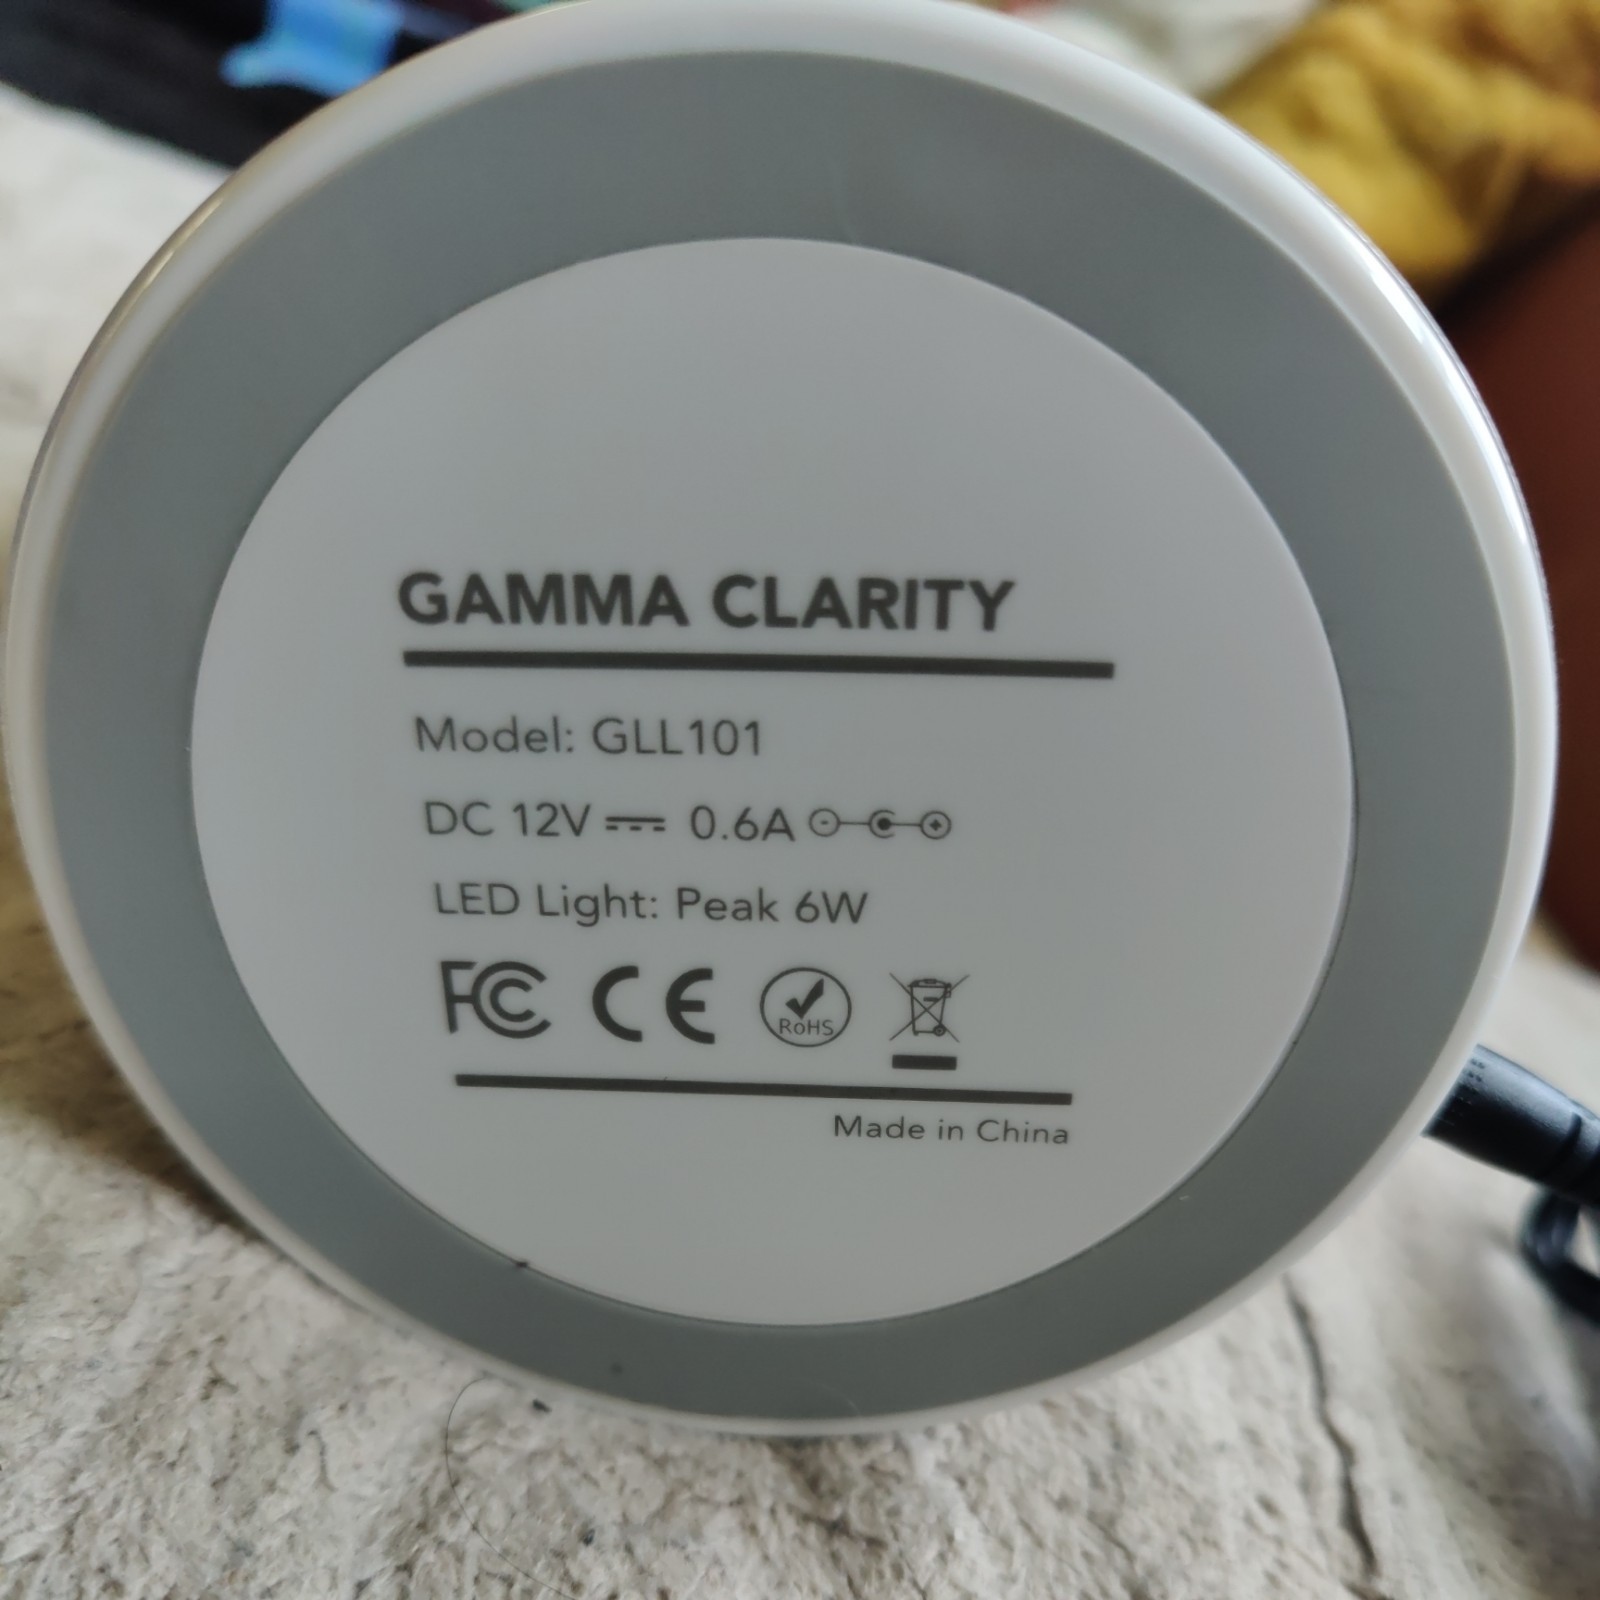 GAMMA CLARITY
Model: GLL101
DC 12V ⎓ 0.6A
LED Light: Peak 6W
FC CE RoHS
Made in China